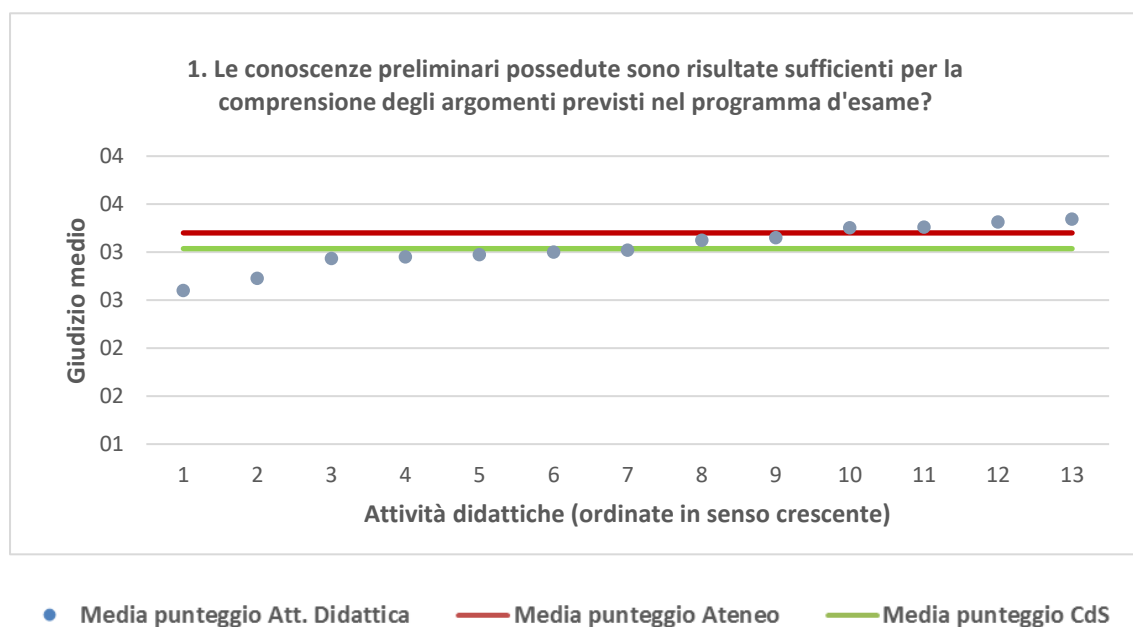 1. Le conoscenze preliminari possedute sono risultate sufficienti per la
comprensione degli argomenti previsti nel programma d'esame?
04
04
03
03
02
02
01
Giudizio medio
1 2 3 4 5 6 7 8 9 10 11 12 13
Attività didattiche (ordinate in senso crescente)
Media punteggio Att. Didattica Media punteggio Ateneo Media punteggio CdS